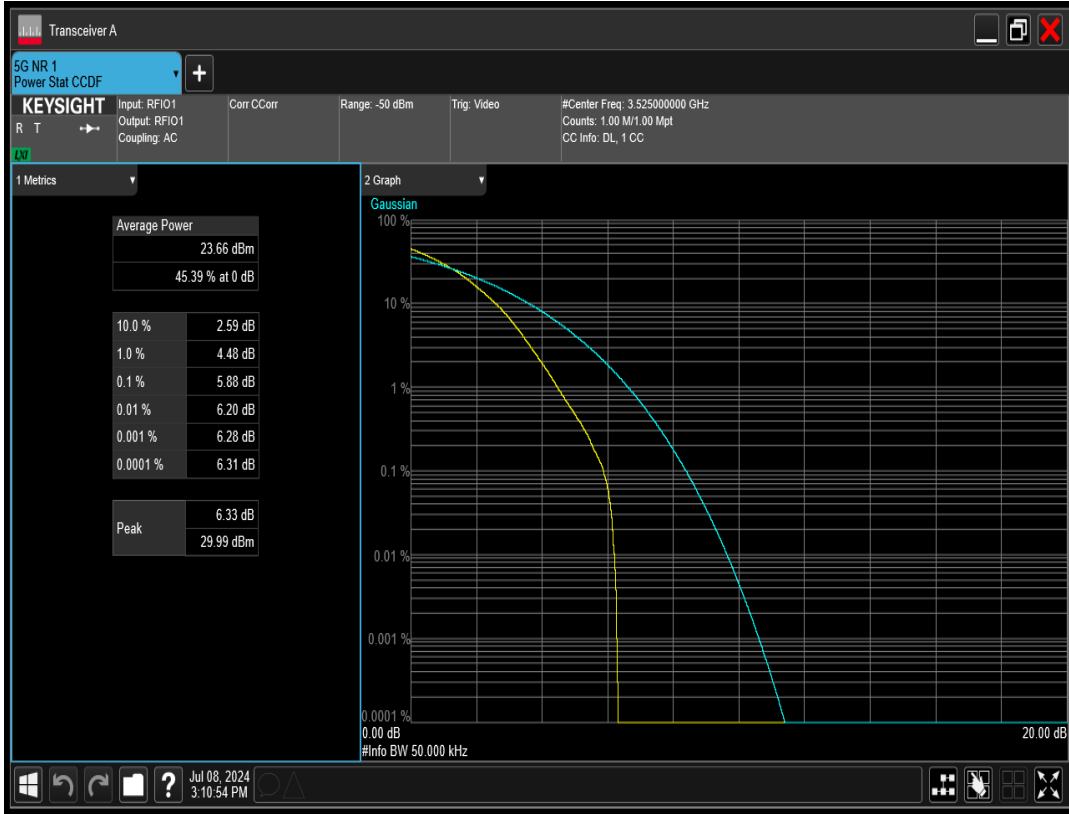 Transceiver A
5G NR 1
Power Stat CCDF
+
KEYSIGHT
R T
LXI
Input: RFIO1
Output: RFIO1
Coupling: AC
Corr CCorr
Range: -50 dBm
Trig: Video
#Center Freq: 3.525000000 GHz
Counts: 1.00 M/1.00 Mpt
CC Info: DL, 1 CC
1 Metrics
Average Power
23.66 dBm
45.39 % at 0 dB
10.0 % 2.59 dB
1.0 % 4.48 dB
0.1 % 5.88 dB
0.01 % 6.20 dB
0.001 % 6.28 dB
0.0001 % 6.31 dB
Peak
6.33 dB
29.99 dBm
2 Graph
Gaussian
100 %
10 %
1 %
0.1 %
0.01 %
0.001 %
0.0001 %
0.00 dB 20.00 dB
#Info BW 50.000 kHz
?
Jul 08, 2024
3:10:54 PM